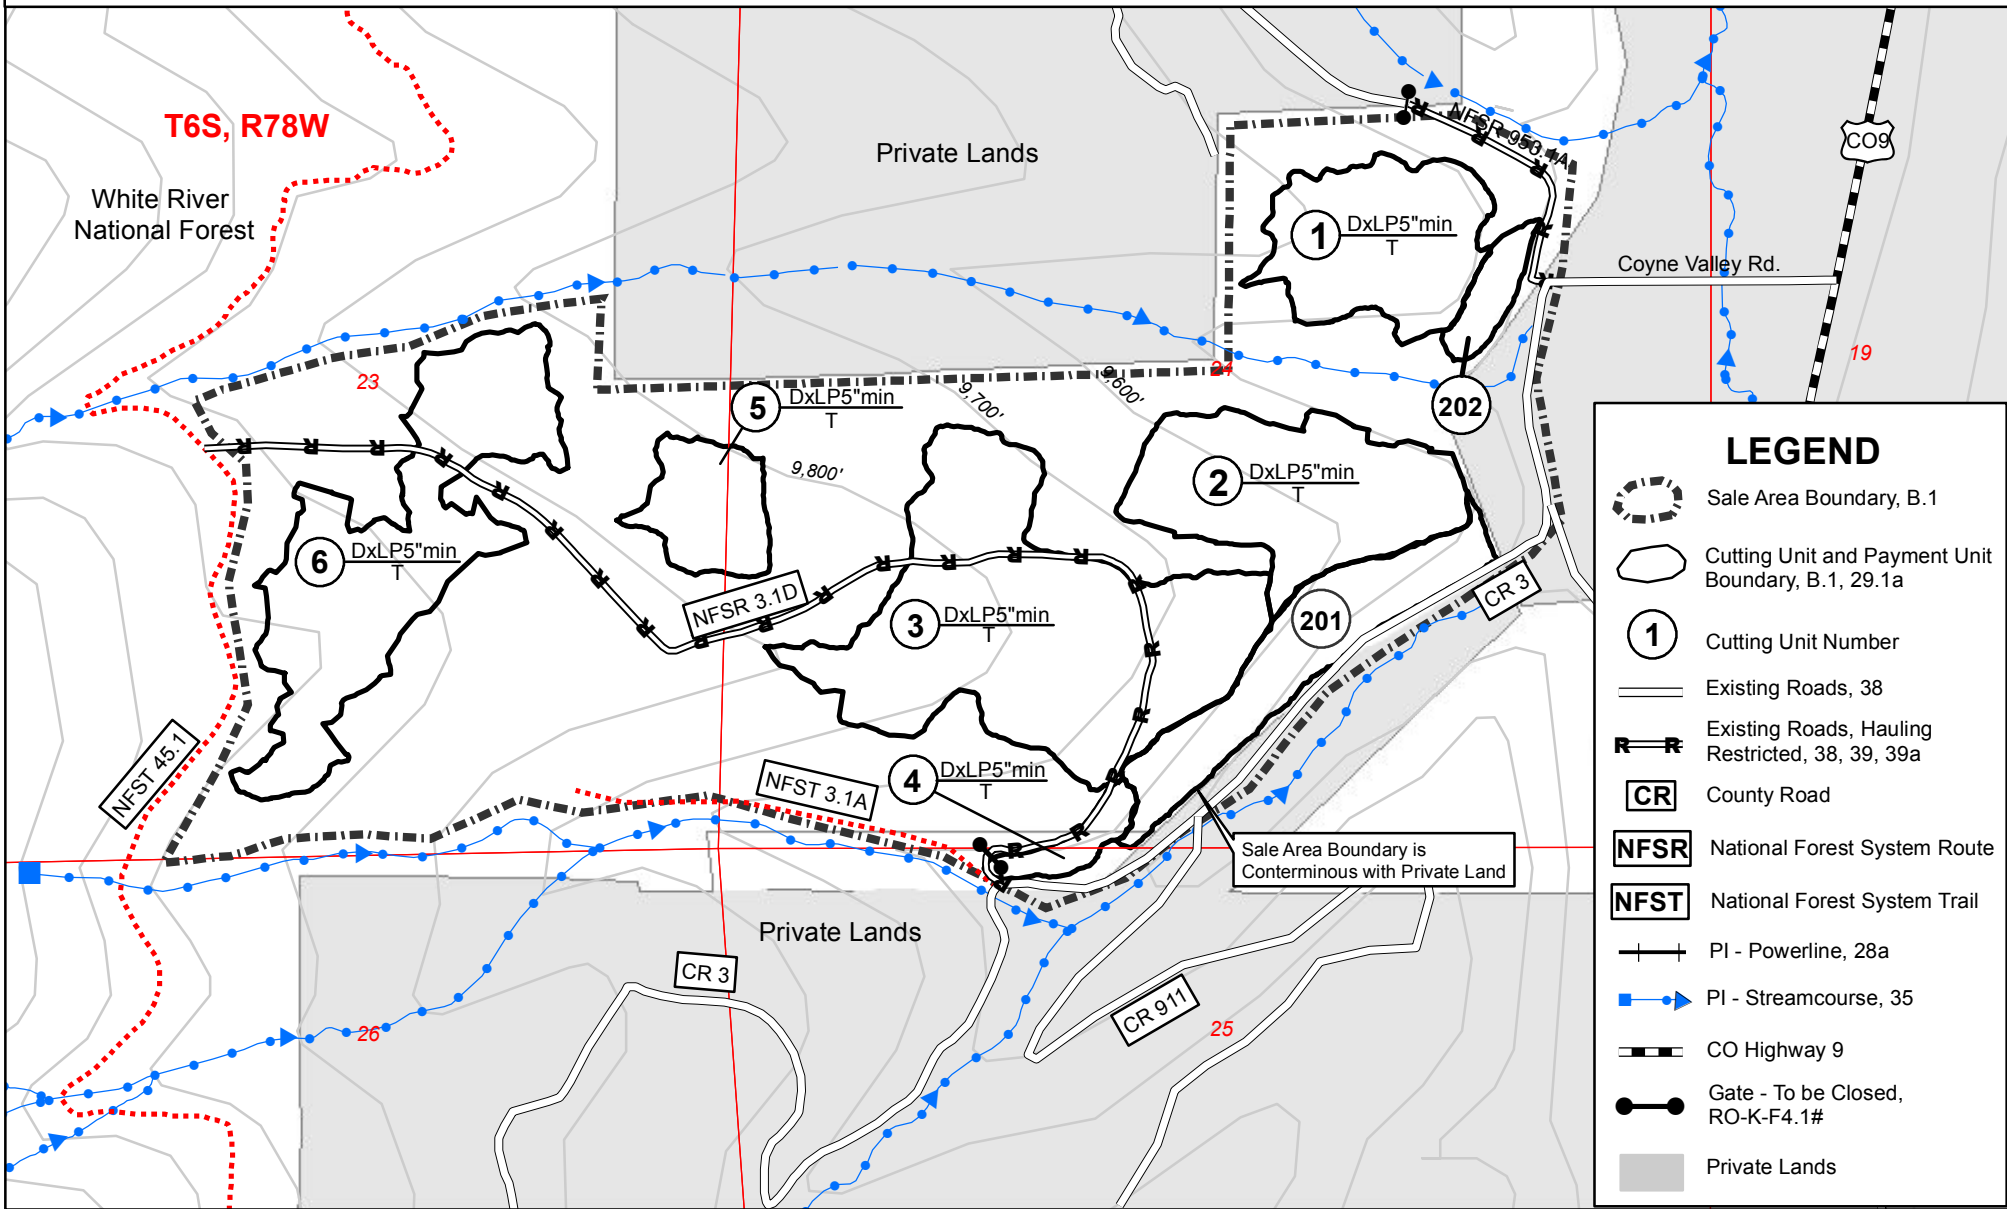 T6S, R78W
White River
National Forest
Private Lands
NFSR 950.1A
CO9
Coyne Valley Rd.
1
DxLP5"min
T
202
19
23
24
9,600'
9,700'
9,800'
5
DxLP5"min
T
2
DxLP5"min
T
6
DxLP5"min
T
NFSR 3.1D
3
DxLP5"min
T
201
CR 3
NFST 45.1
NFST 3.1A
4
DxLP5"min
T
Sale Area Boundary is
Conterminous with Private Land
Private Lands
CR 3
CR 911
26
25
R R R R R R R R R R R R R R R R R R R R R R R R R R R R
LEGEND
Sale Area Boundary, B.1
Cutting Unit and Payment Unit
Boundary, B.1, 29.1a
1
Cutting Unit Number
Existing Roads, 38
R R
Existing Roads, Hauling
Restricted, 38, 39, 39a
CR
County Road
NFSR
National Forest System Route
NFST
National Forest System Trail
PI - Powerline, 28a
PI - Streamcourse, 35
CO Highway 9
Gate - To be Closed,
RO-K-F4.1#
Private Lands